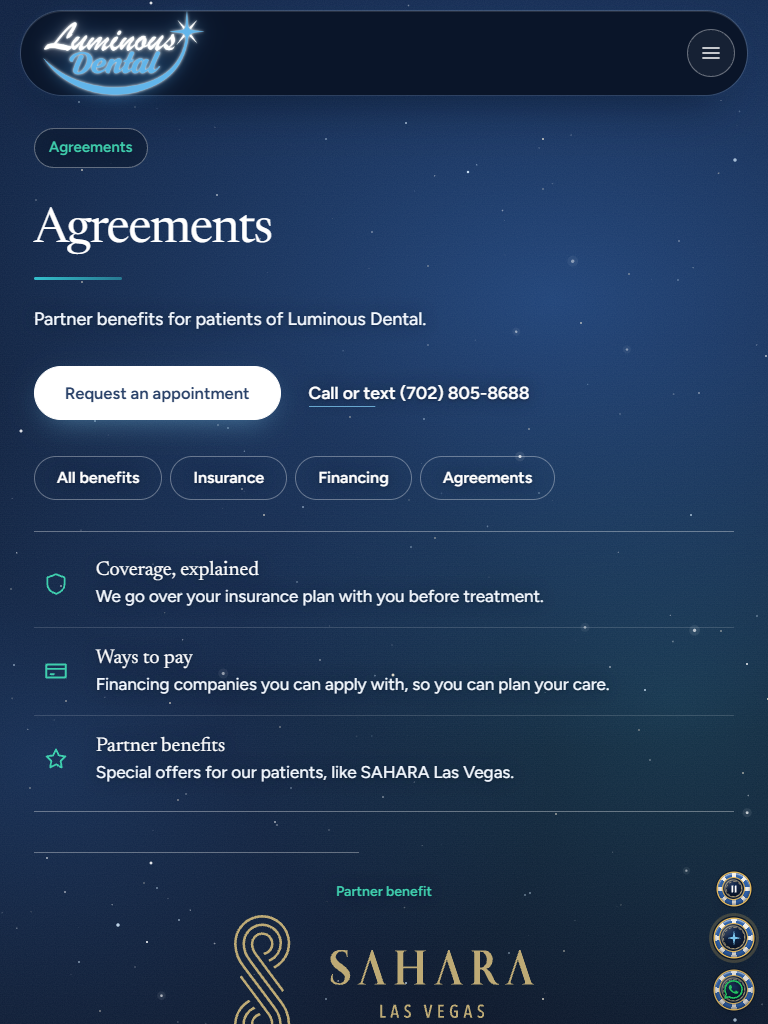 Luminous
Dental
Agreements
Agreements
Partner benefits for patients of Luminous Dental.
Request an appointment
Call or text (702) 805-8688
All benefits
Insurance
Financing
Agreements
Coverage, explained
We go over your insurance plan with you before treatment.
Ways to pay
Financing companies you can apply with, so you can plan your care.
Partner benefits
Special offers for our patients, like SAHARA Las Vegas.
Partner benefit
SAHARA
LAS VEGAS